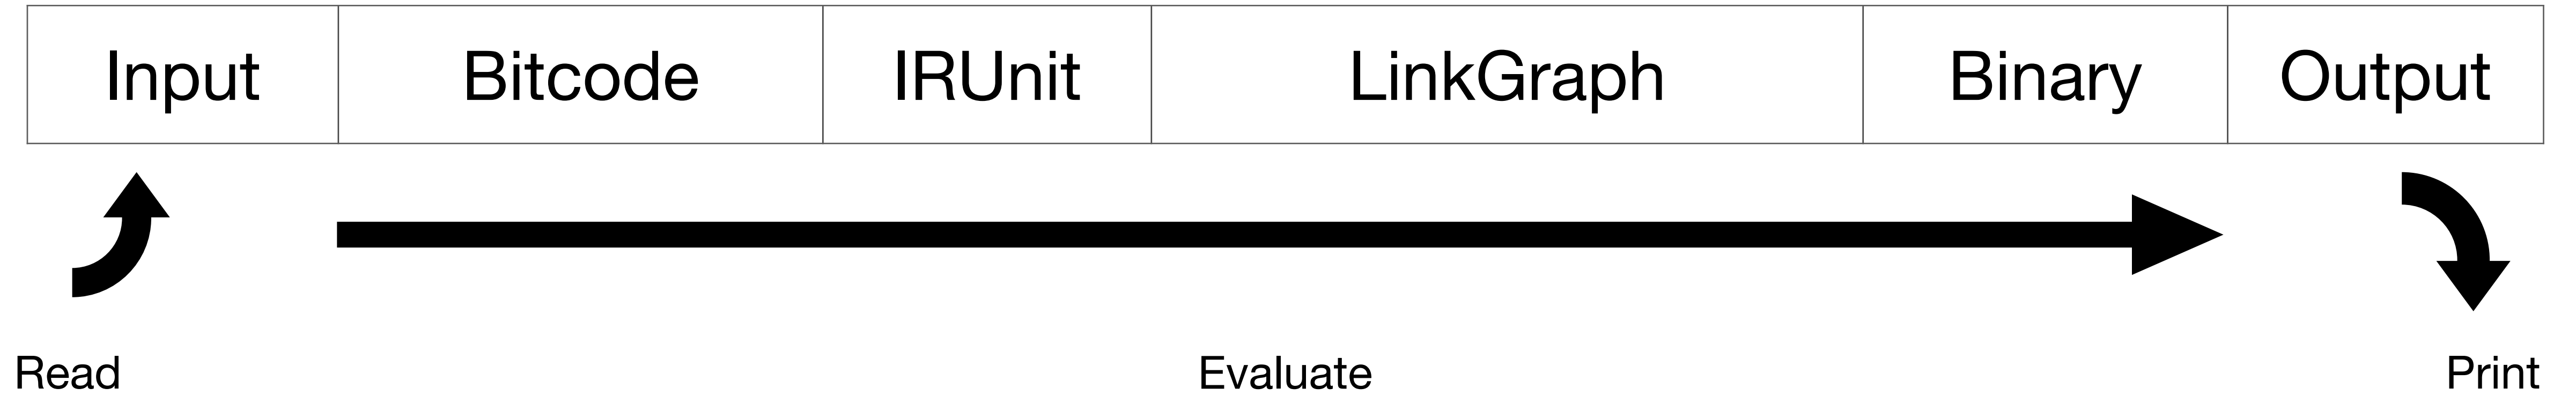 Input Bitcode IRUnit LinkGraph Binary Output
Read Evaluate Print